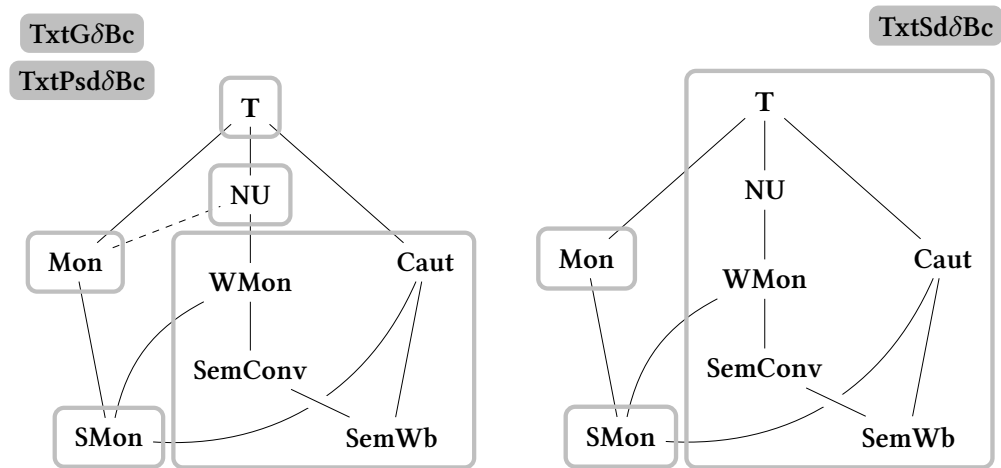 TxtGδBc
TxtPsdδBc
T
NU
Mon
WMon
Caut
SemConv
SMon
SemWb
TxtSdδBc
T
NU
Mon
WMon
Caut
SemConv
SMon
SemWb